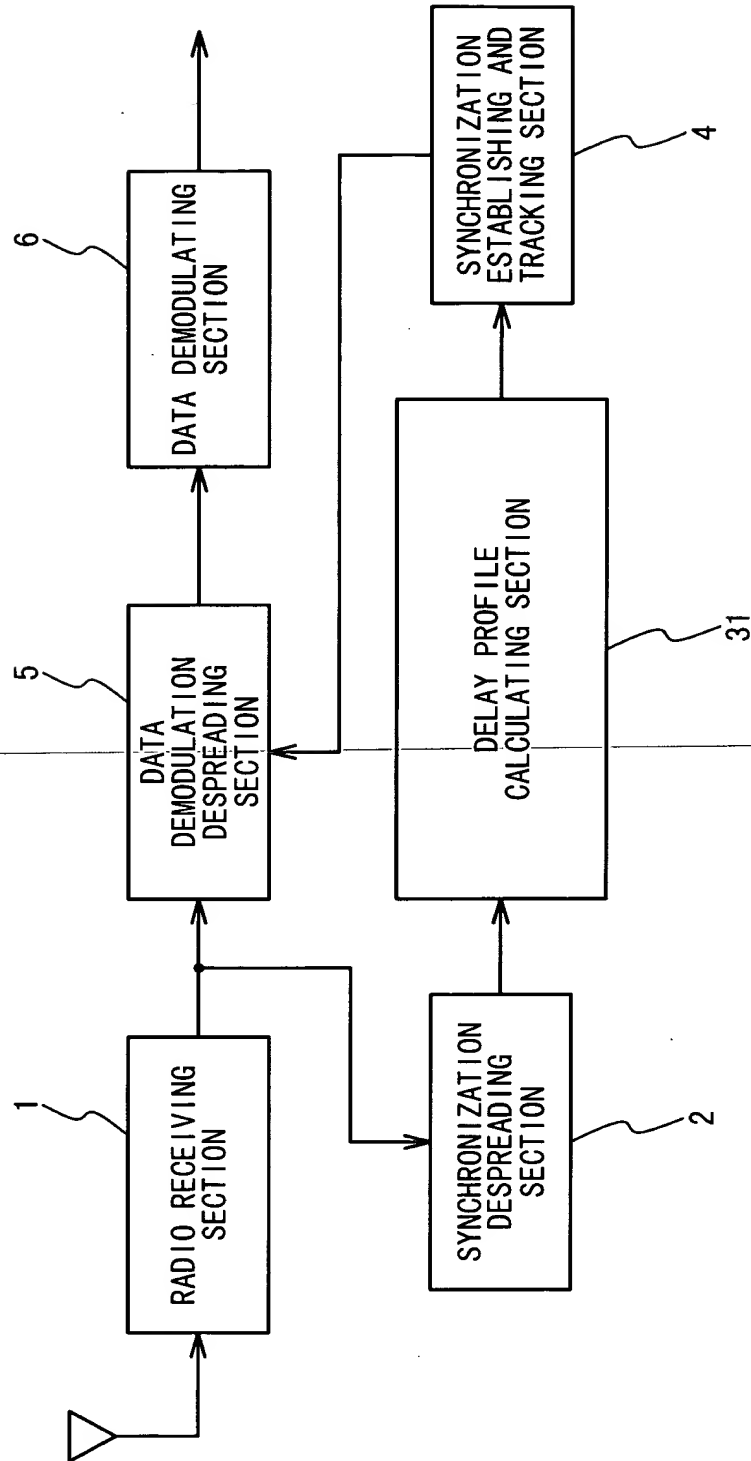 1
RADIO RECEIVING
SECTION
5
DATA
DEMODULATION
DESPREADING
SECTION
6
DATA DEMODULATING
SECTION
SYNCHRONIZATION
DESPREADING
SECTION
2
DELAY PROFILE
CALCULATING SECTION
31
SYNCHRONIZATION
ESTABLISHING AND
TRACKING SECTION
4